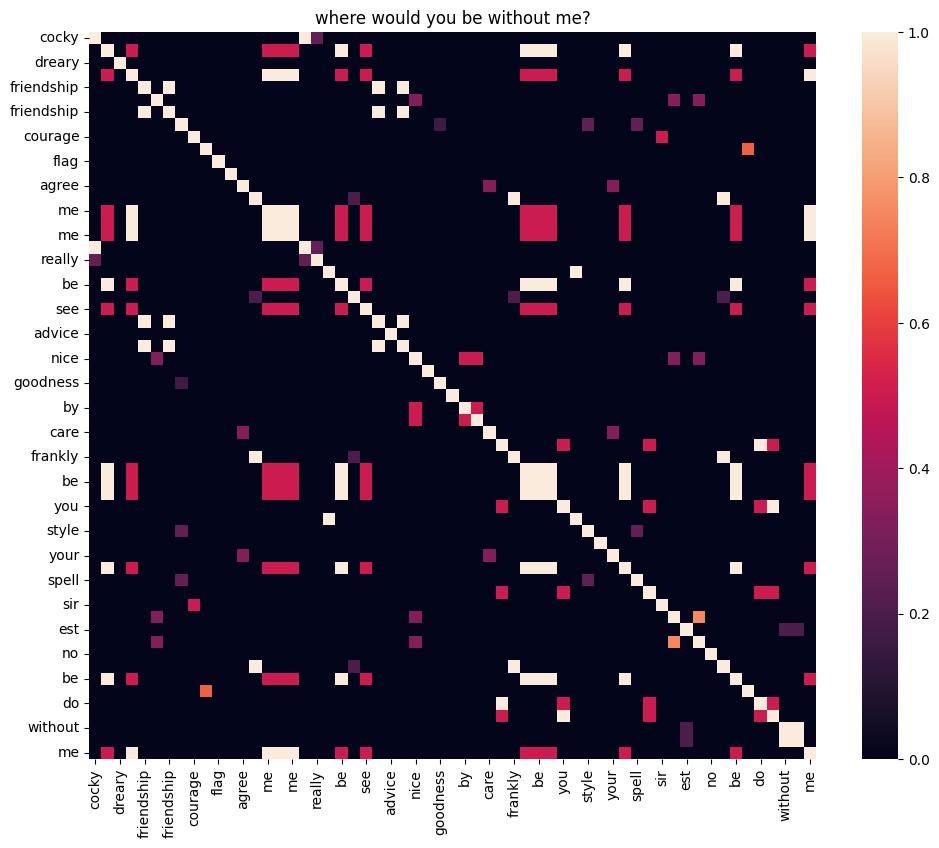 where would you be without me?
cocky
dreary
friendship
friendship
courage
flag
agree
me
me
really
be
see
advice
nice
goodness
by
care
frankly
be
you
style
your
spell
sir
est
no
be
do
without
me
cocky
dreary
friendship
friendship
courage
flag
agree
me
me
really
be
see
advice
nice
goodness
by
care
frankly
be
you
style
your
spell
sir
est
no
be
do
without
me
1.0
0.8
0.6
0.4
0.2
0.0